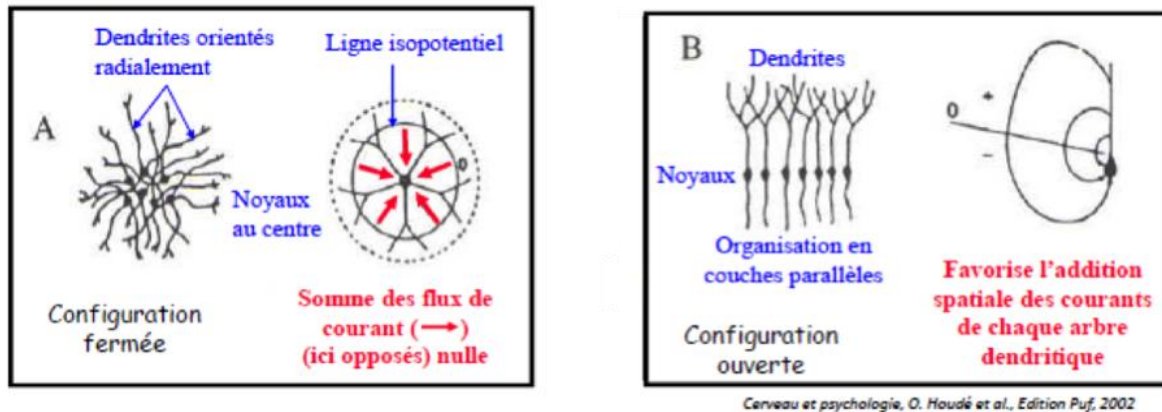 Dendrites orientés
radialement
Ligne isopotentiel
A
0
Noyaux
au centre
Configuration
fermée
Somme des flux de
courant (→)
(ici opposés) nulle
B
Dendrites
0
+
−
Noyaux
Organisation en
couches parallèles
Configuration
ouverte
Favorise l’addition
spatiale des courants
de chaque arbre
dendritique
Cerveau et psychologie, O. Houdé et al., Edition Puf, 2002